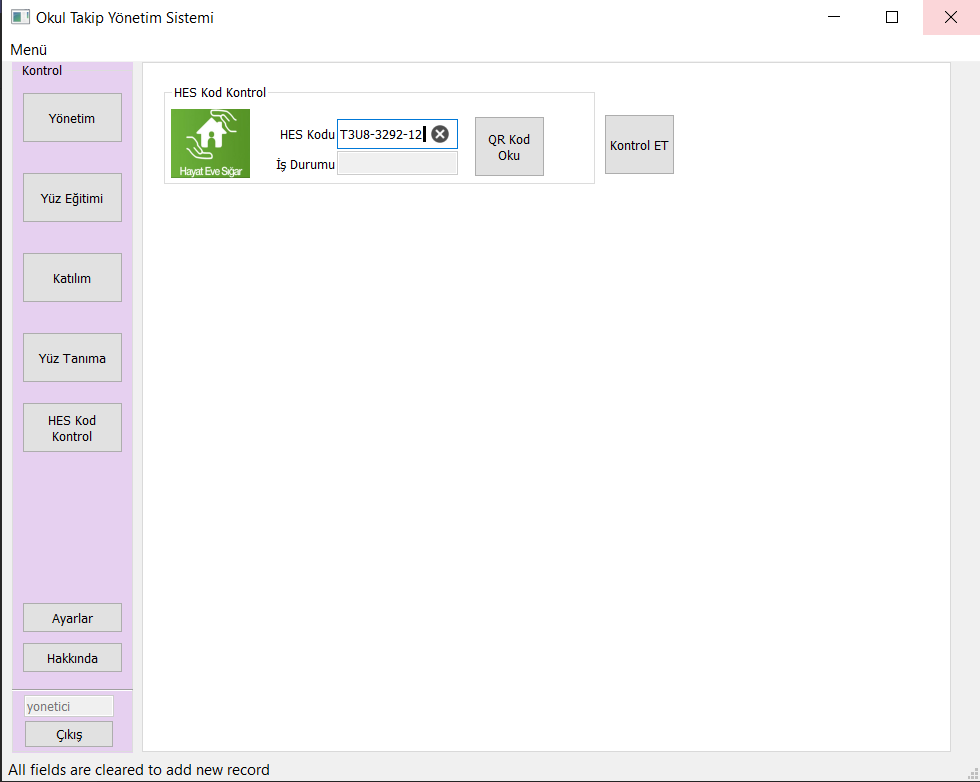 Okul Takip Yönetim Sistemi
Menü
Kontrol
Yönetim
Yüz Eğitimi
Katılım
Yüz Tanıma
HES Kod
Kontrol
Ayarlar
Hakkında
yonetici
Çıkış
HES Kod Kontrol
Hayat Eve Sığar
HES Kodu
T3U8-3292-12
İş Durumu
QR Kod
Oku
Kontrol ET
All fields are cleared to add new record